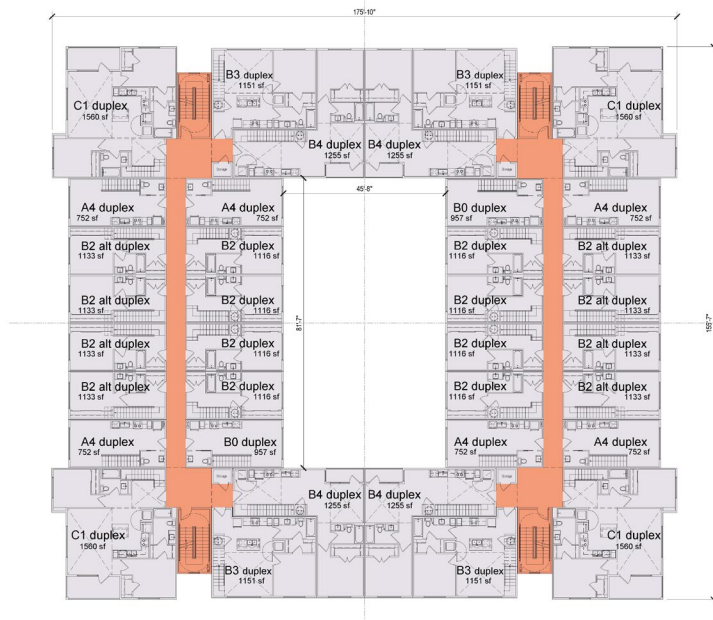 175'-10"
C1 duplex
1560 sf
B3 duplex
1151 sf
B3 duplex
1151 sf
C1 duplex
1560 sf
B4 duplex
1255 sf
B4 duplex
1255 sf
Storage
Storage
A4 duplex
752 sf
A4 duplex
752 sf
45'-8"
B0 duplex
957 sf
A4 duplex
752 sf
B2 alt duplex
1133 sf
B2 duplex
1116 sf
B2 duplex
1116 sf
B2 alt duplex
1133 sf
B2 alt duplex
1133 sf
B2 duplex
1116 sf
B2 duplex
1116 sf
B2 alt duplex
1133 sf
81'-7"
155'-7"
B2 alt duplex
1133 sf
B2 duplex
1116 sf
B2 duplex
1116 sf
B2 alt duplex
1133 sf
B2 alt duplex
1133 sf
B2 duplex
1116 sf
B2 duplex
1116 sf
B2 alt duplex
1133 sf
A4 duplex
752 sf
B0 duplex
957 sf
A4 duplex
752 sf
A4 duplex
752 sf
Storage
Storage
B4 duplex
1255 sf
B4 duplex
1255 sf
C1 duplex
1560 sf
C1 duplex
1560 sf
B3 duplex
1151 sf
B3 duplex
1151 sf